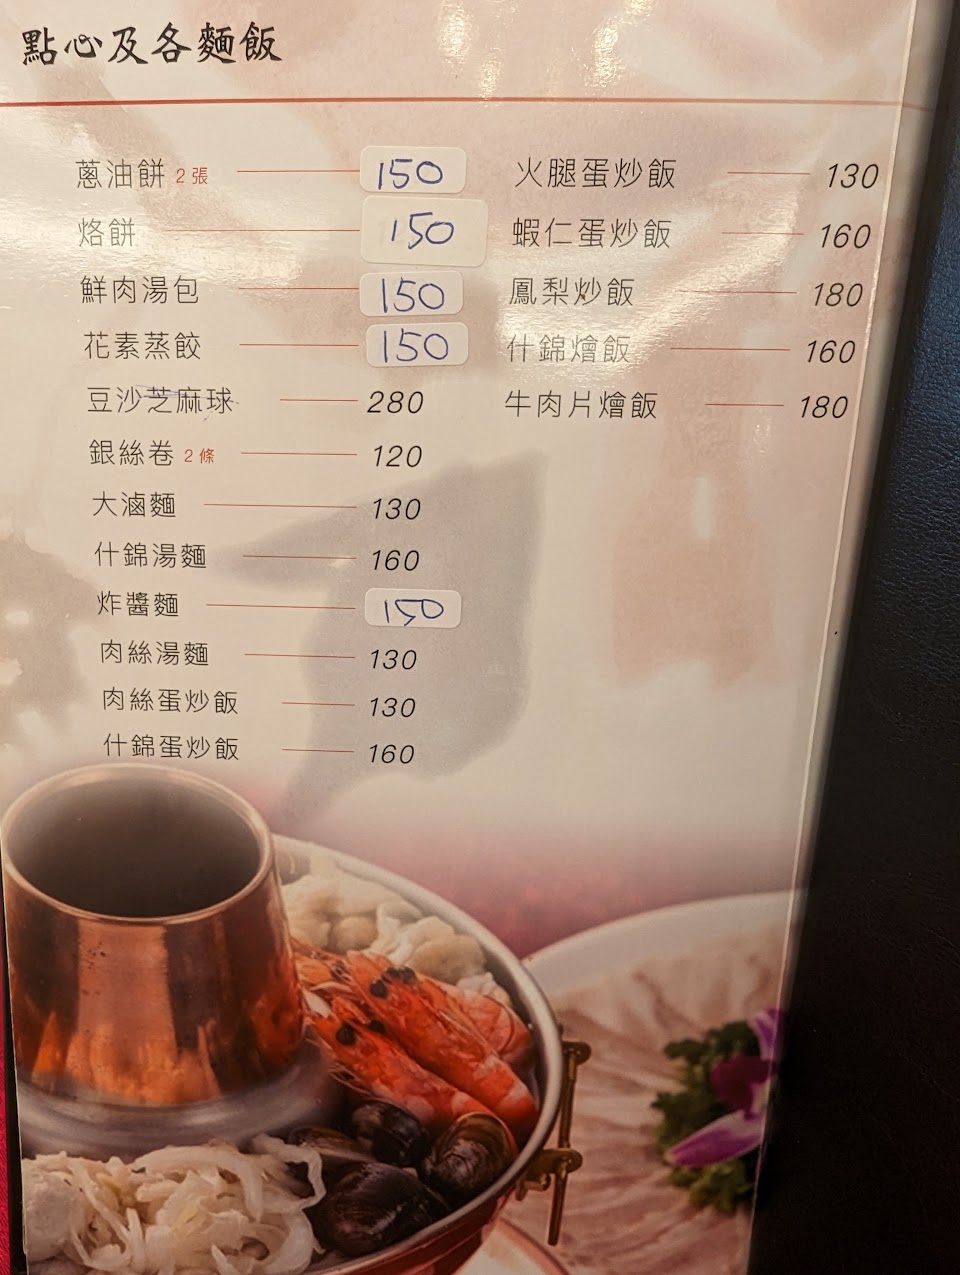 點心及各麵飯
蔥油餅 2張 150
烙餅 150
鮮肉湯包 150
花素蒸餃 150
豆沙芝麻球 280
銀絲卷 2條 120
大滷麵 130
什錦湯麵 160
炸醬麵 150
肉絲湯麵 130
肉絲蛋炒飯 130
什錦蛋炒飯 160
火腿蛋炒飯 130
蝦仁蛋炒飯 160
鳳梨炒飯 180
什錦燴飯 160
牛肉片燴飯 180